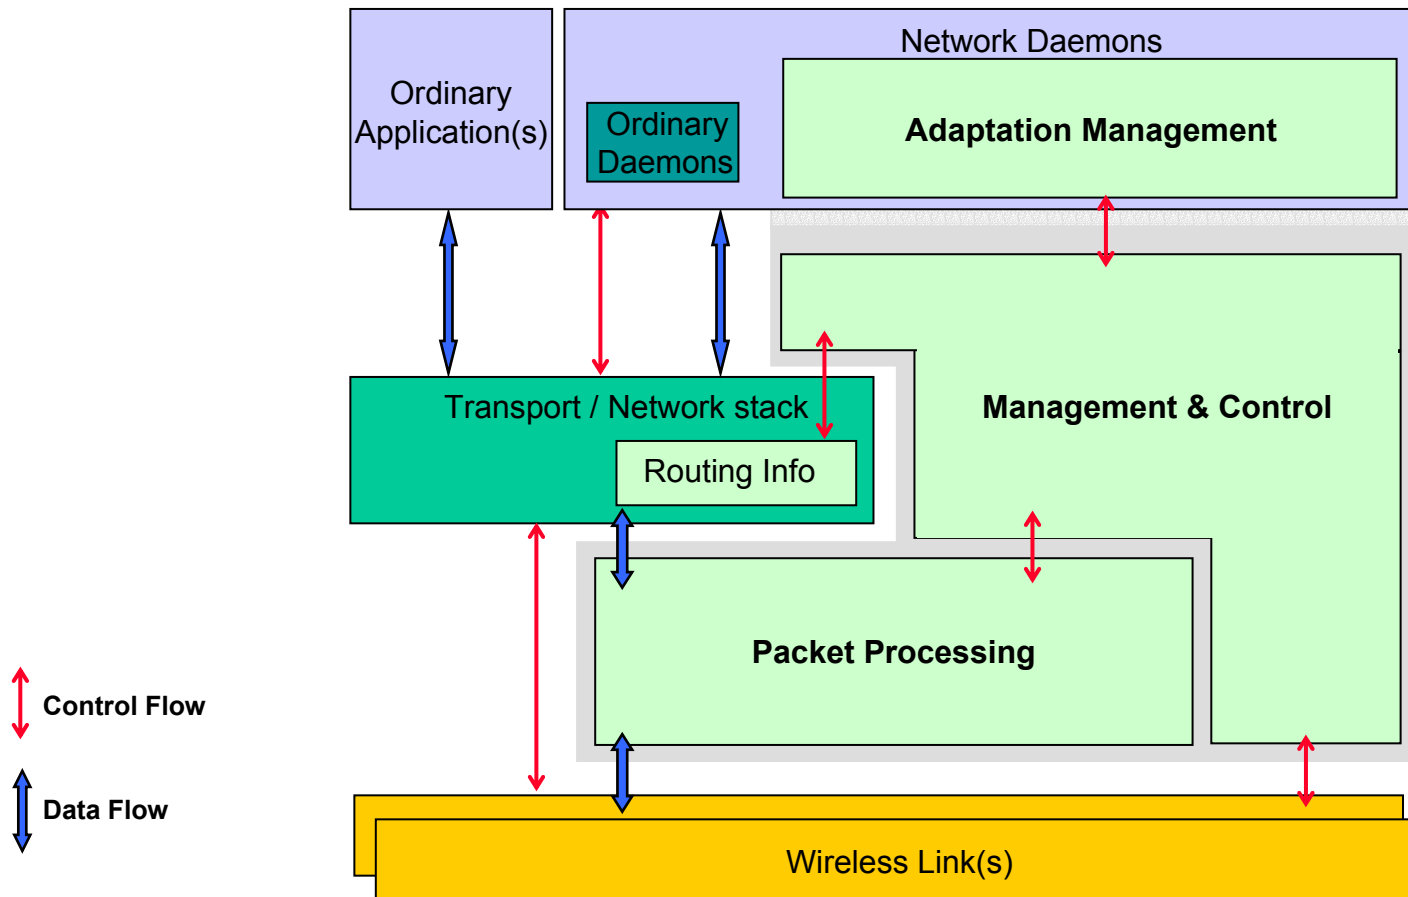 Network Daemons
Ordinary
Application(s)
Ordinary
Daemons
Adaptation Management
Transport / Network stack
Routing Info
Management & Control
Packet Processing
Control Flow
Data Flow
Wireless Link(s)